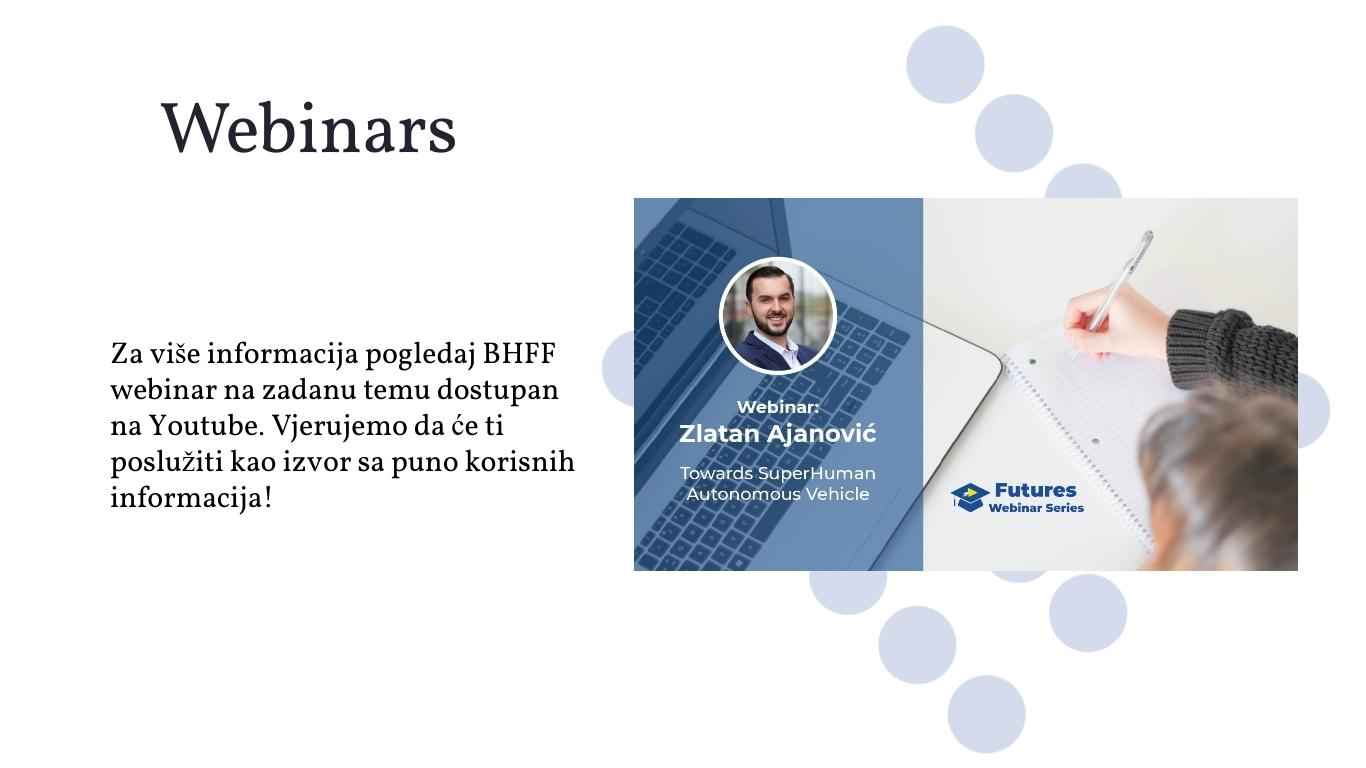 Webinars
Za više informacija pogledaj BHFF
webinar na zadanu temu dostupan
na Youtube. Vjerujemo da će ti
poslužiti kao izvor sa puno korisnih
informacija!
Webinar:
Zlatan Ajanović
Towards SuperHuman
Autonomous Vehicle
Futures
Webinar Series